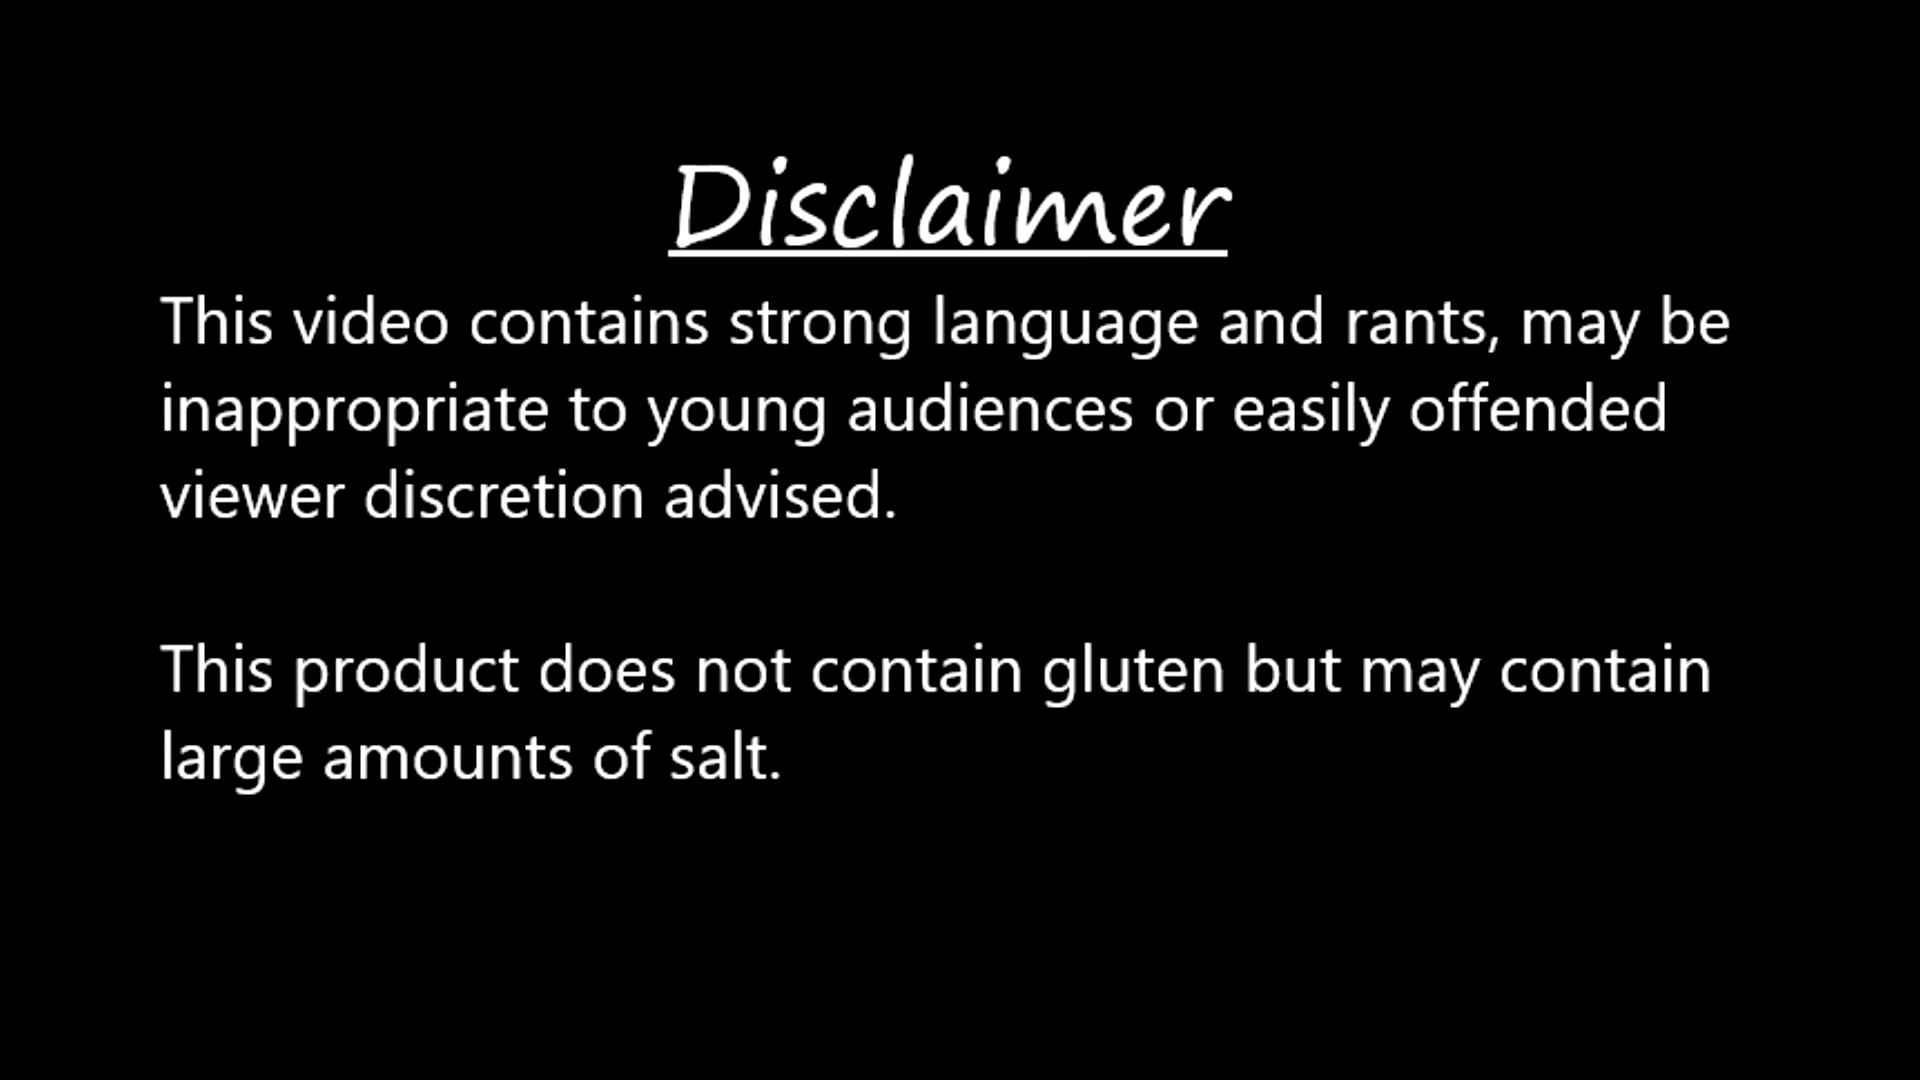 Disclaimer
This video contains strong language and rants, may be
inappropriate to young audiences or easily offended
viewer discretion advised.
This product does not contain gluten but may contain
large amounts of salt.